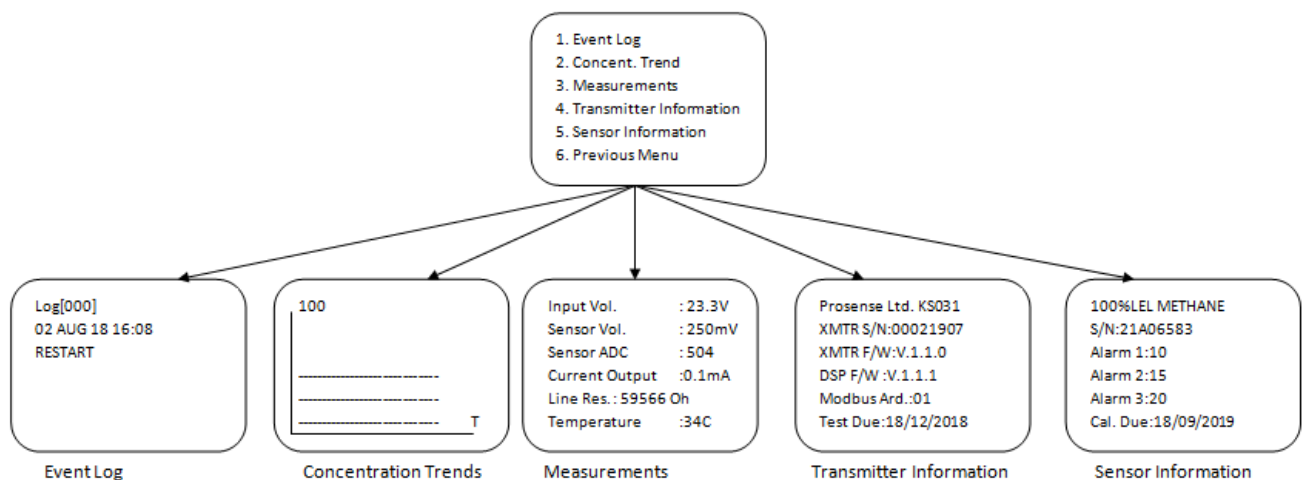 1. Event Log
2. Concent. Trend
3. Measurements
4. Transmitter Information
5. Sensor Information
6. Previous Menu
Log[000]
02 AUG 18 16:08
RESTART
Event Log
100
T
Concentration Trends
Input Vol. : 23.3V
Sensor Vol. : 250mV
Sensor ADC : 504
Current Output :0.1mA
Line Res. : 59566 Oh
Temperature :34C
Measurements
Prosense Ltd. KS031
XMTR S/N:00021907
XMTR F/W:V.1.1.0
DSP F/W :V.1.1.1
Modbus Ard.:01
Test Due:18/12/2018
Transmitter Information
100%LEL METHANE
S/N:21A06583
Alarm 1:10
Alarm 2:15
Alarm 3:20
Cal. Due:18/09/2019
Sensor Information